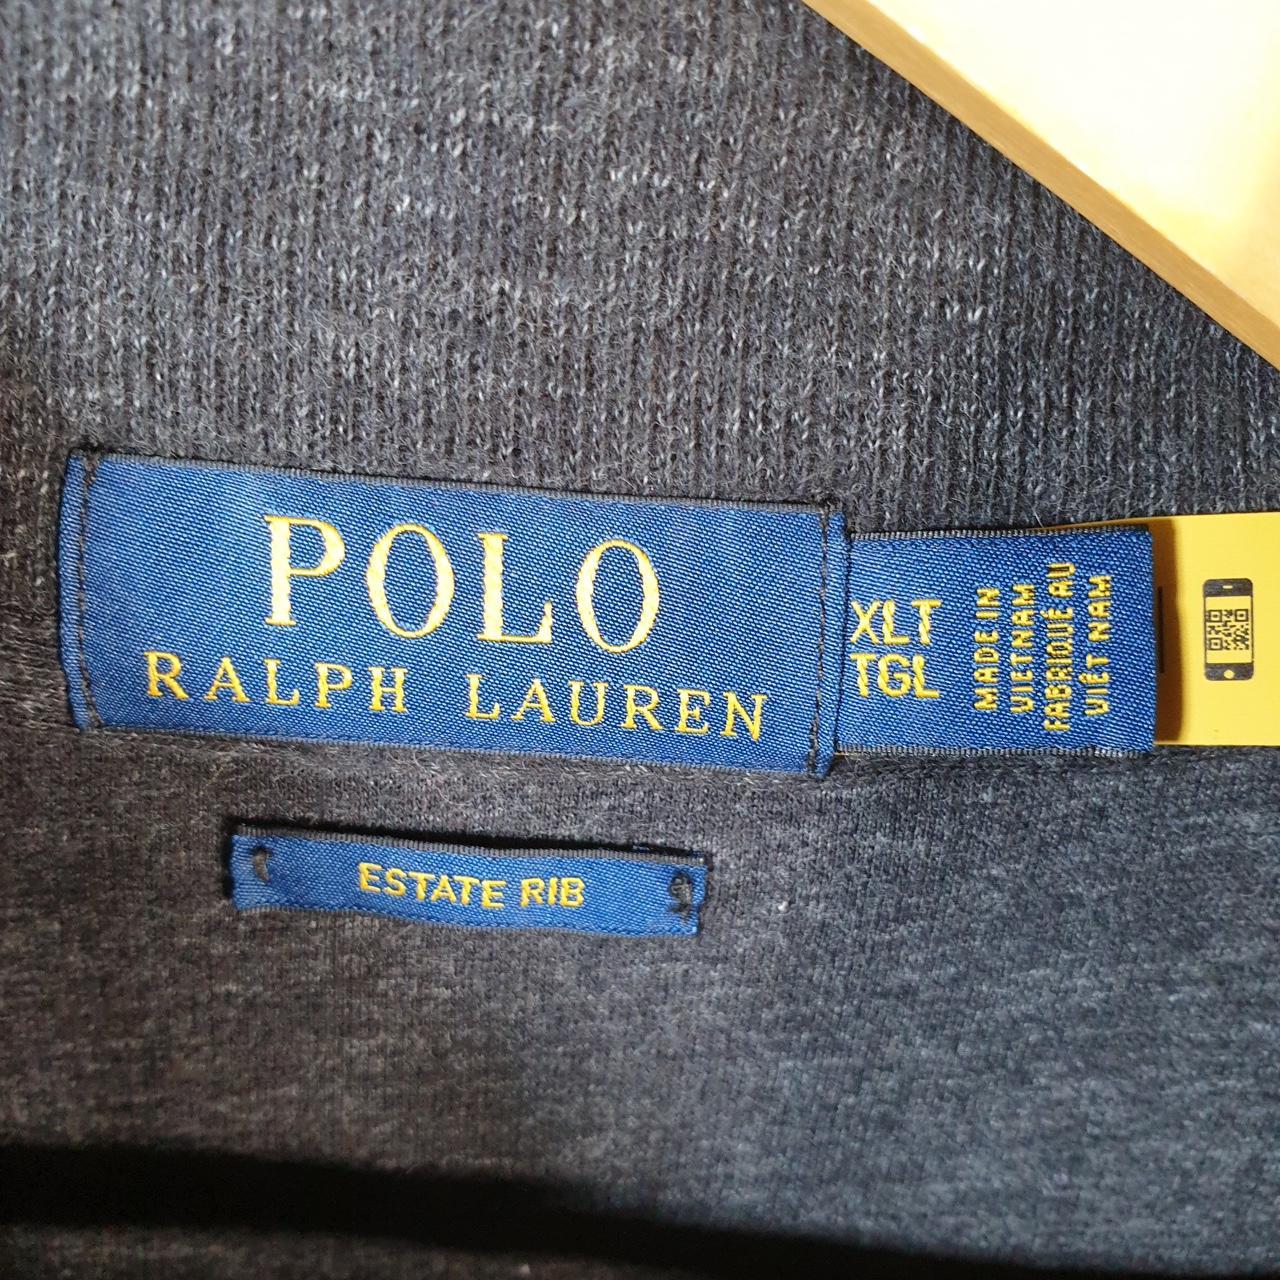 POLO
RALPH LAUREN
XLT
TGL
MADE IN
VIETNAM
FABRIQUÉ AU
VIÊT NAM
ESTATE RIB